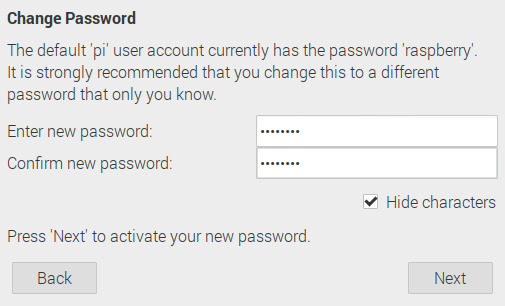 Change Password
The default 'pi' user account currently has the password 'raspberry'.
It is strongly recommended that you change this to a different
password that only you know.
Enter new password: ••••••••
Confirm new password: ••••••••
Hide characters
Press 'Next' to activate your new password.
Back Next